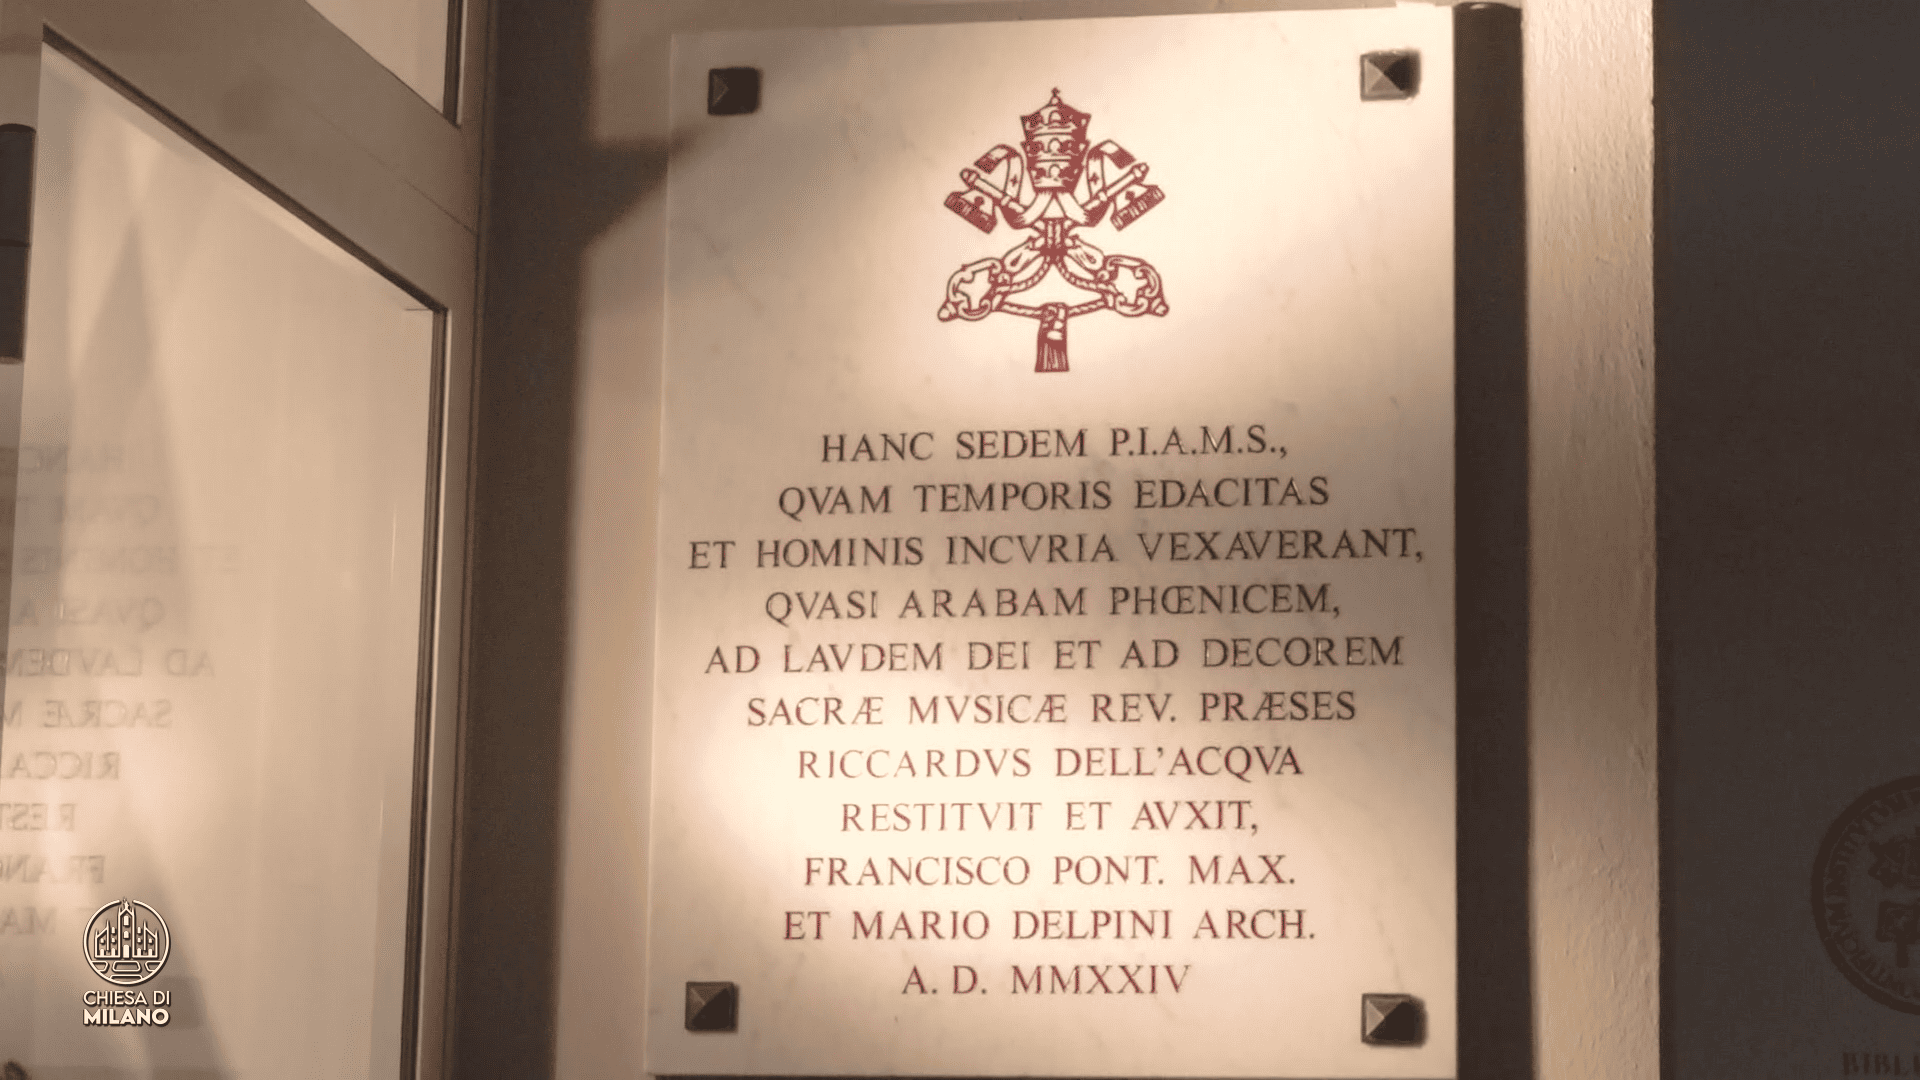 HANC SEDEM P.I.A.M.S.,
QVAM TEMPORIS EDACITAS
ET HOMINIS INCVRIA VEXAVERANT,
QVASI ARABAM PHŒNICEM,
AD LAVDEM DEI ET AD DECOREM
SACRÆ MVSICÆ REV. PRÆSES
RICCARDVS DELL'ACQVA
RESTITVIT ET AVXIT,
FRANCISCO PONT. MAX.
ET MARIO DELPINI ARCH.
A. D. MMXXIV
CHIESA DI
MILANO